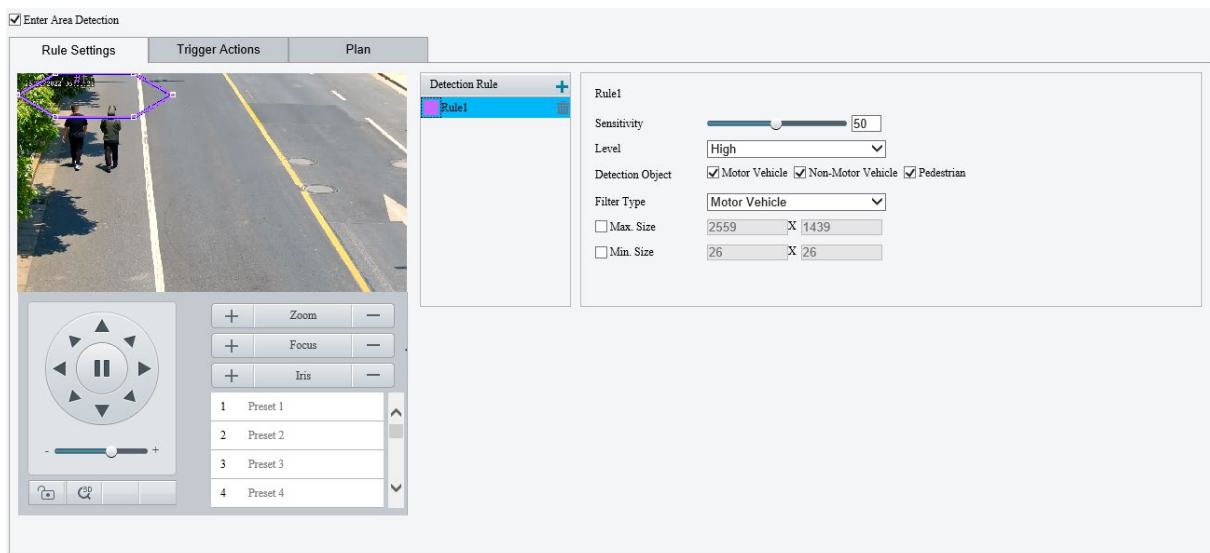 Enter Area Detection
Rule Settings Trigger Actions Plan
Detection Rule
Rule1
Rule1
Sensitivity 50
Level High
Detection Object Motor Vehicle Non-Motor Vehicle Pedestrian
Filter Type Motor Vehicle
Max. Size 2559 X 1439
Min. Size 26 X 26
+ Zoom −
+ Focus −
+ Iris −
1 Preset 1
2 Preset 2
3 Preset 3
4 Preset 4
- +
3D